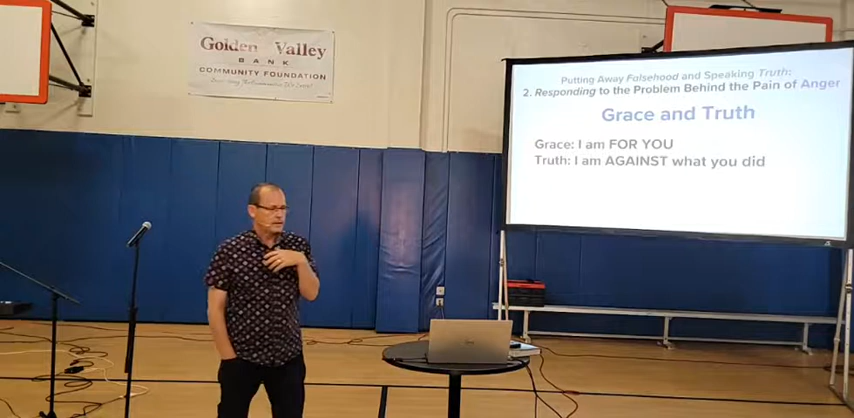 Golden Valley
BANK
COMMUNITY FOUNDATION
Putting Away Falsehood and Speaking Truth:
2. Responding to the Problem Behind the Pain of Anger
Grace and Truth
Grace: I am FOR YOU
Truth: I am AGAINST what you did